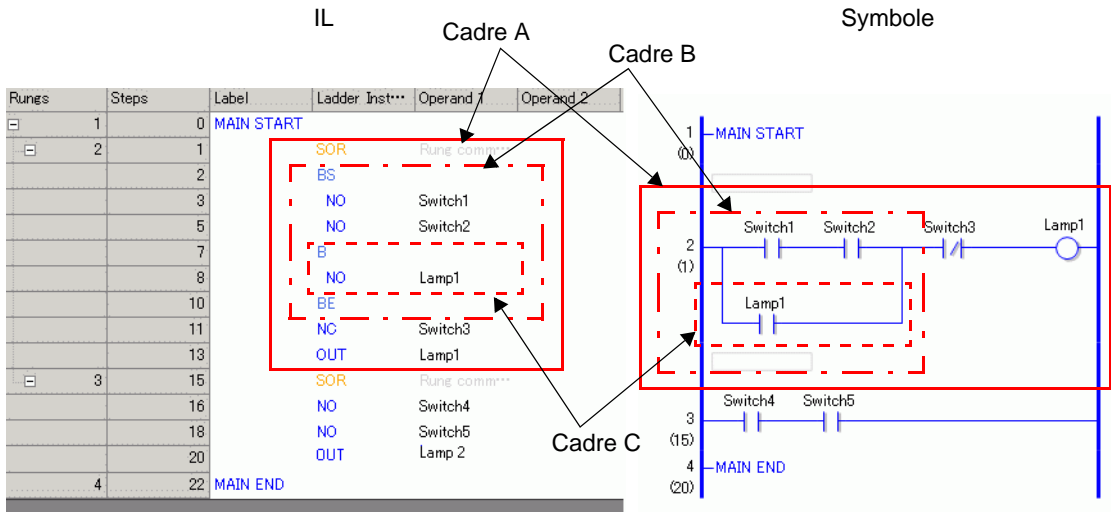 IL
Symbole
Cadre A
Cadre B
Rungs Steps Label Ladder Inst··· Operand 1 Operand 2
1 0 MAIN START
2 1 SOR Rung comm···
2 BS
3 NO Switch1
5 NO Switch2
7 B
8 NO Lamp1
10 BE
11 NC Switch3
13 OUT Lamp1
3 15 SOR Rung comm···
16 NO Switch4
18 NO Switch5
20 OUT Lamp 2
4 22 MAIN END
Cadre C
1 MAIN START
(0)
Switch1 Switch2 Switch3 Lamp1
2
(1)
Lamp1
Switch4 Switch5
3
(15)
4 MAIN END
(20)